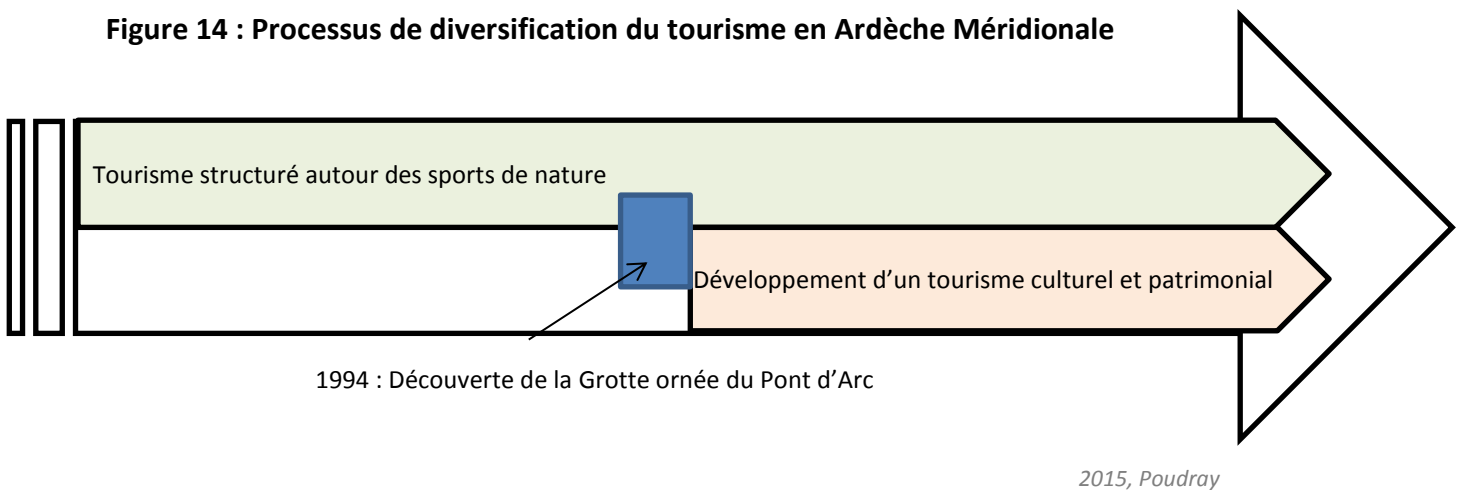 Figure 14 : Processus de diversification du tourisme en Ardèche Méridionale
Tourisme structuré autour des sports de nature
Développement d’un tourisme culturel et patrimonial
1994 : Découverte de la Grotte ornée du Pont d’Arc
2015, Poudray